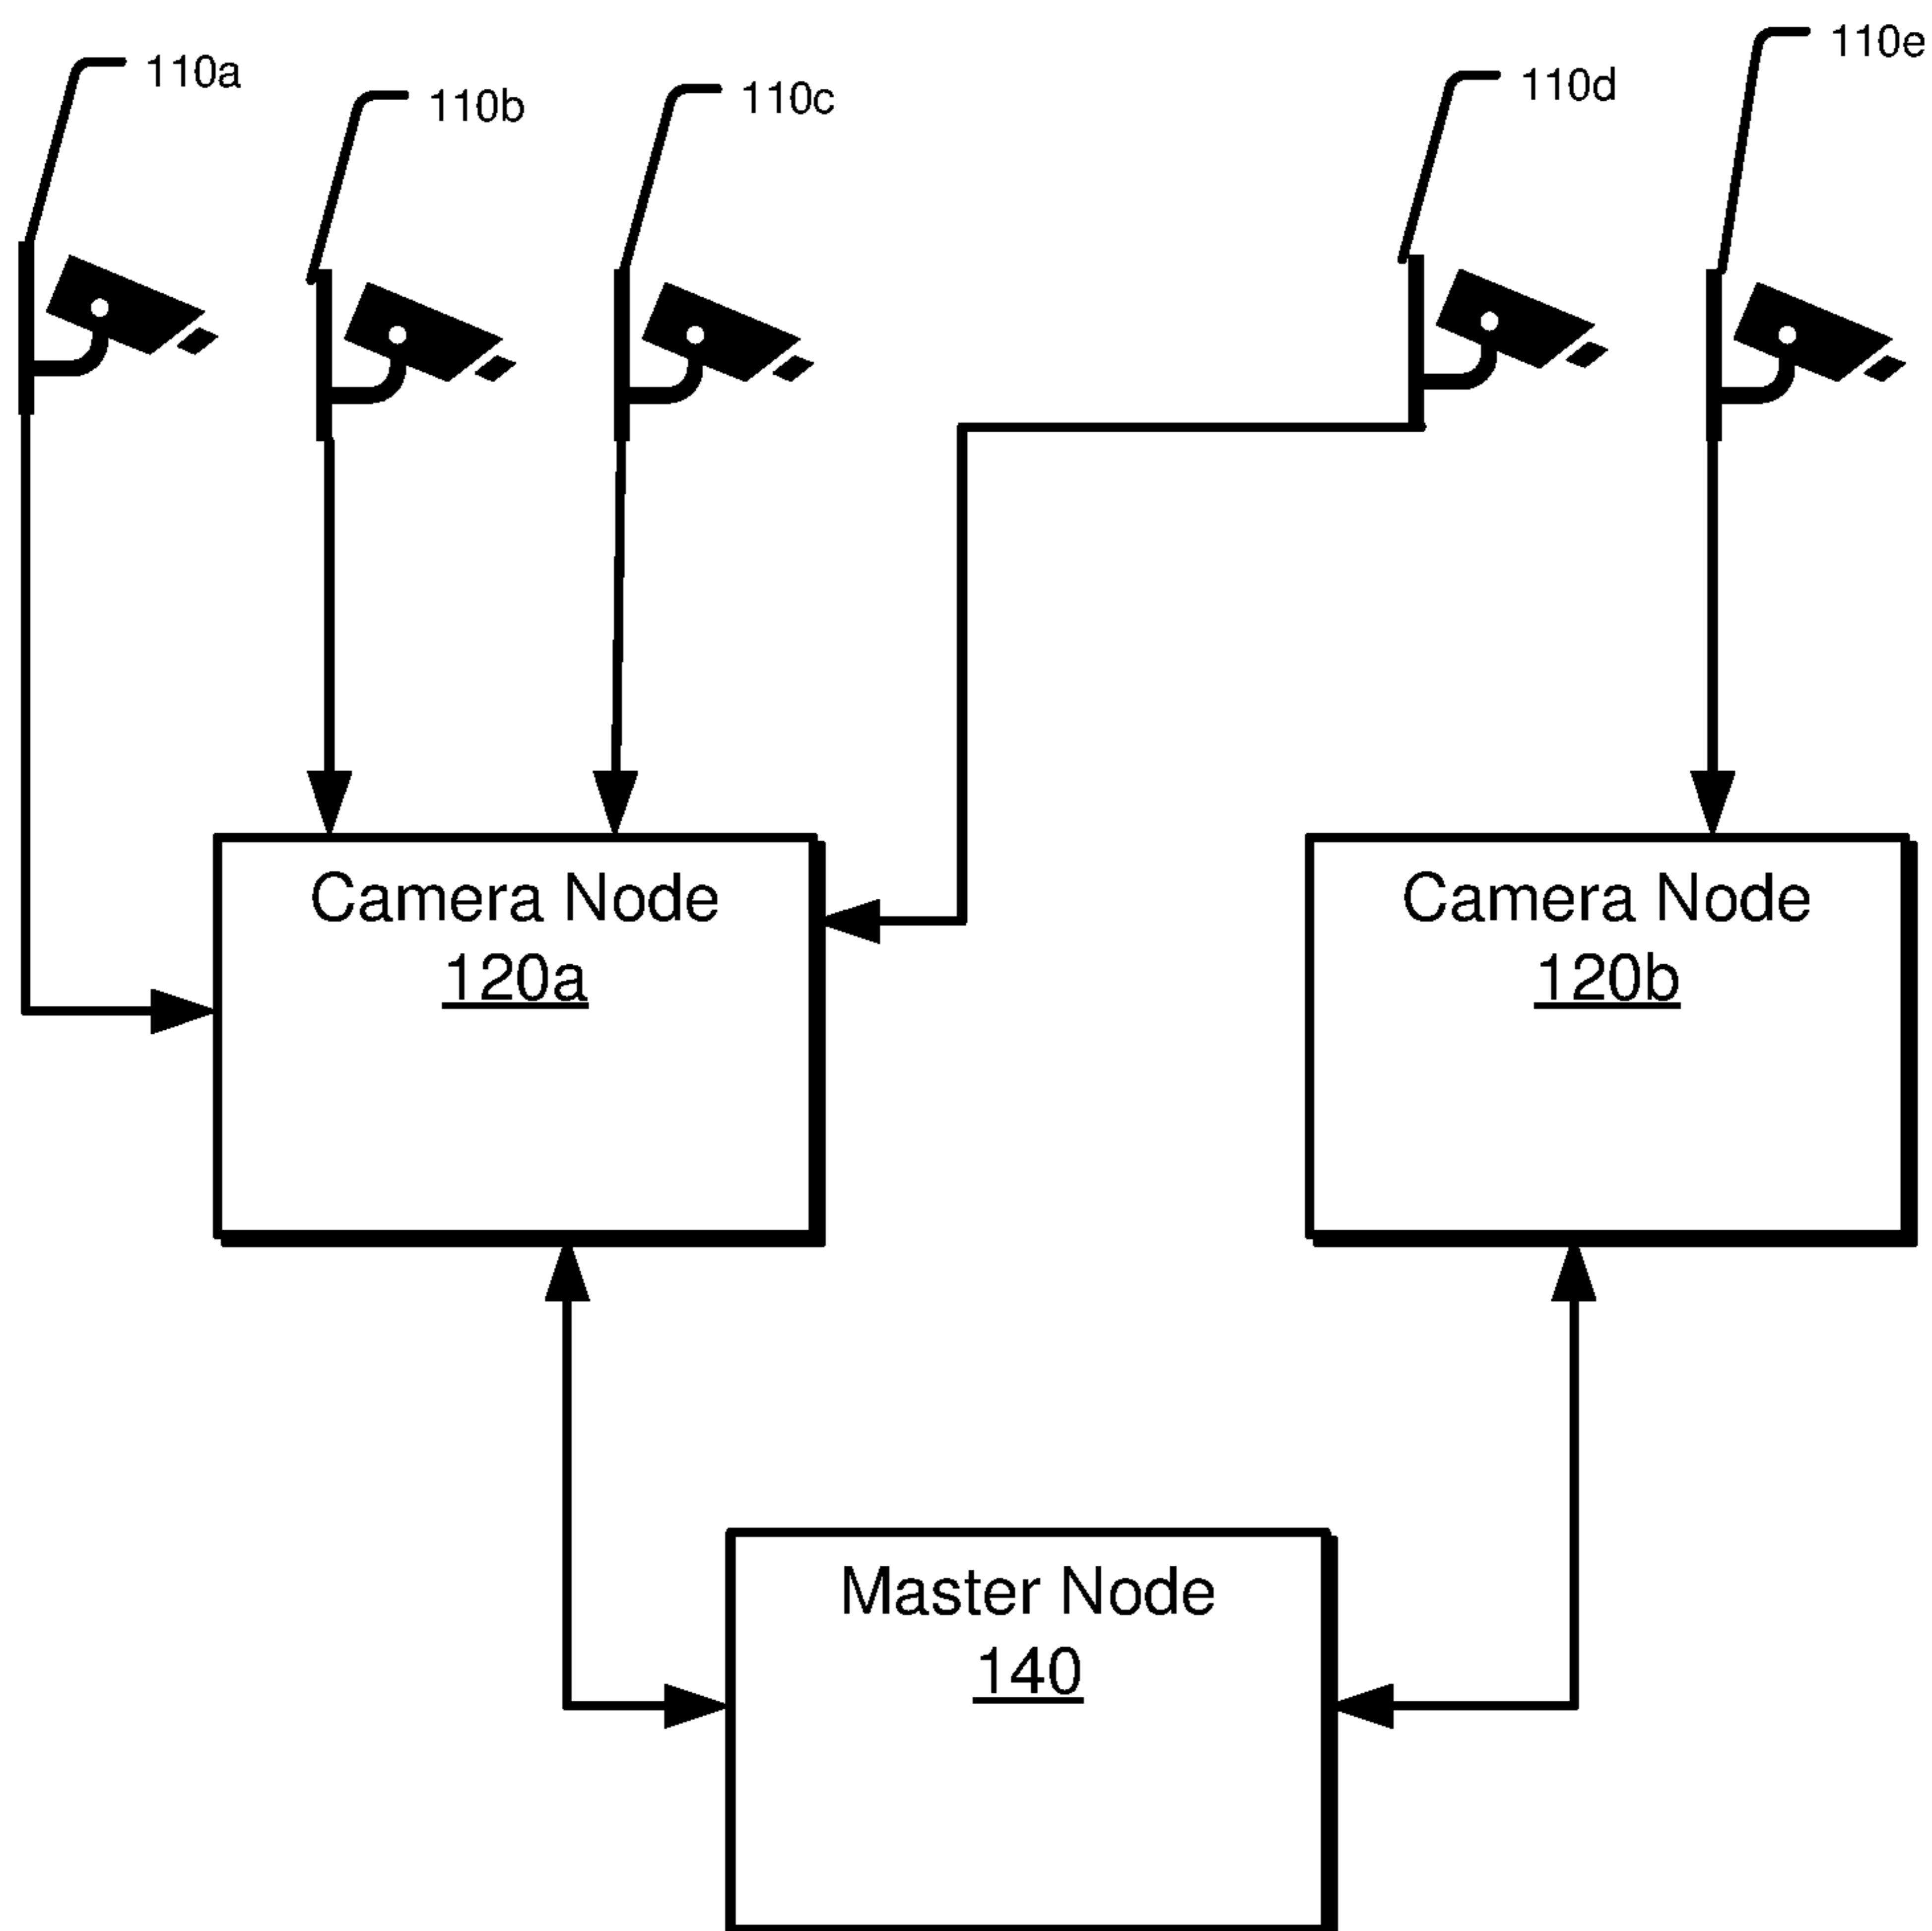 110a
110b
110c
110d
110e
Camera Node
120a
Camera Node
120b
Master Node
140